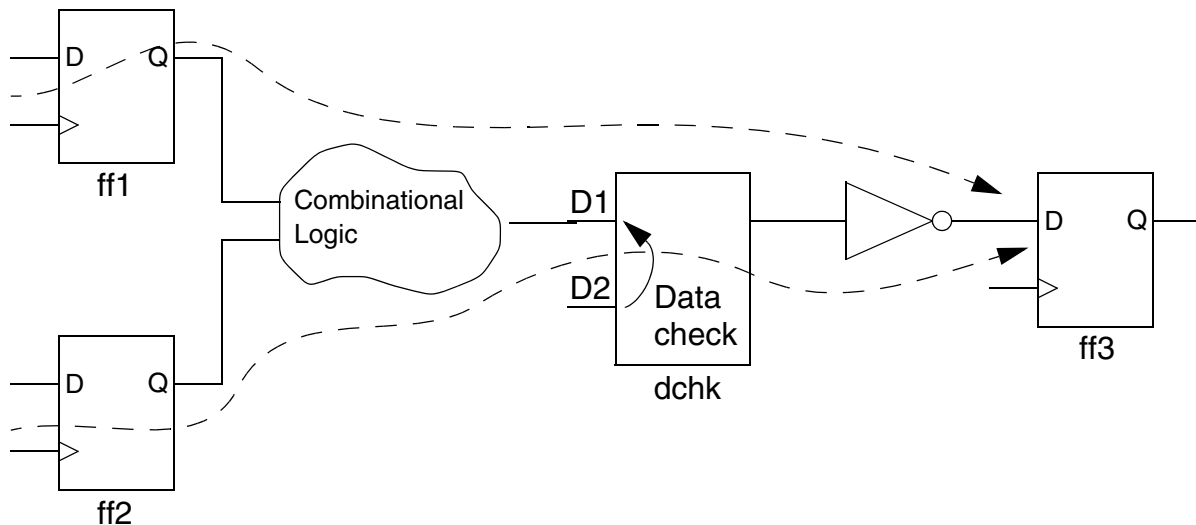 D Q
ff1
Combinational
Logic
D1
D2
Data
check
dchk
D Q
ff3
D Q
ff2